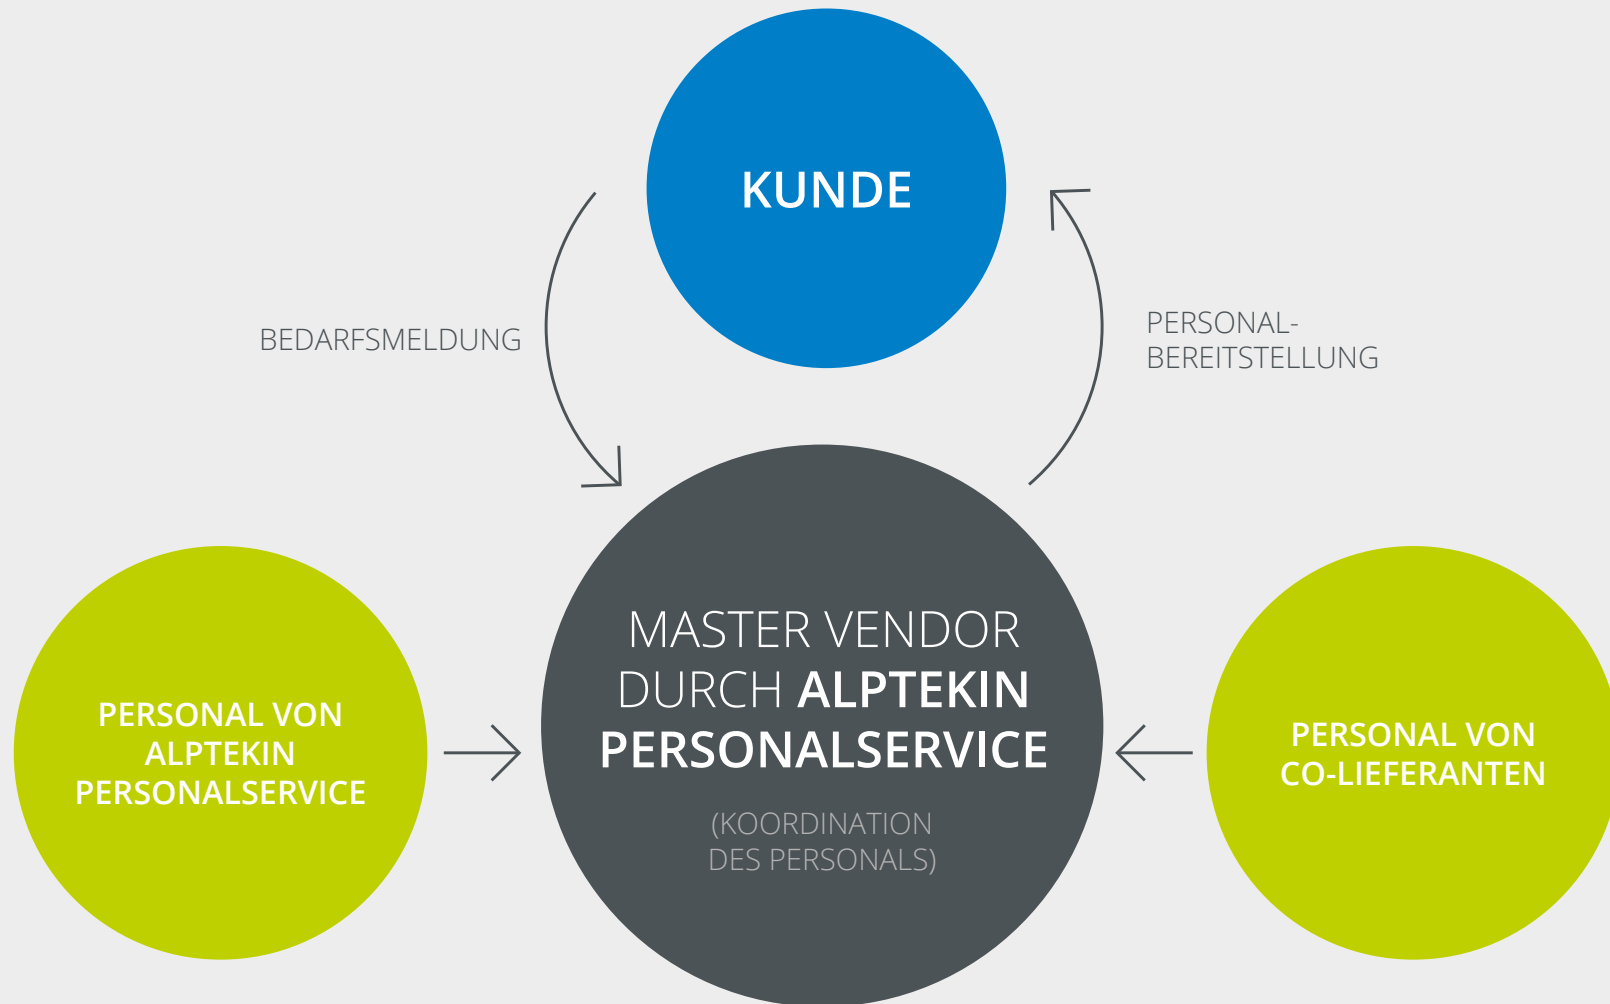 KUNDE
BEDARFSMELDUNG
PERSONAL-
BEREITSTELLUNG
MASTER VENDOR
DURCH ALPTEKIN
PERSONALSERVICE
(KOORDINATION
DES PERSONALS)
PERSONAL VON
ALPTEKIN
PERSONALSERVICE
PERSONAL VON
CO-LIEFERANTEN